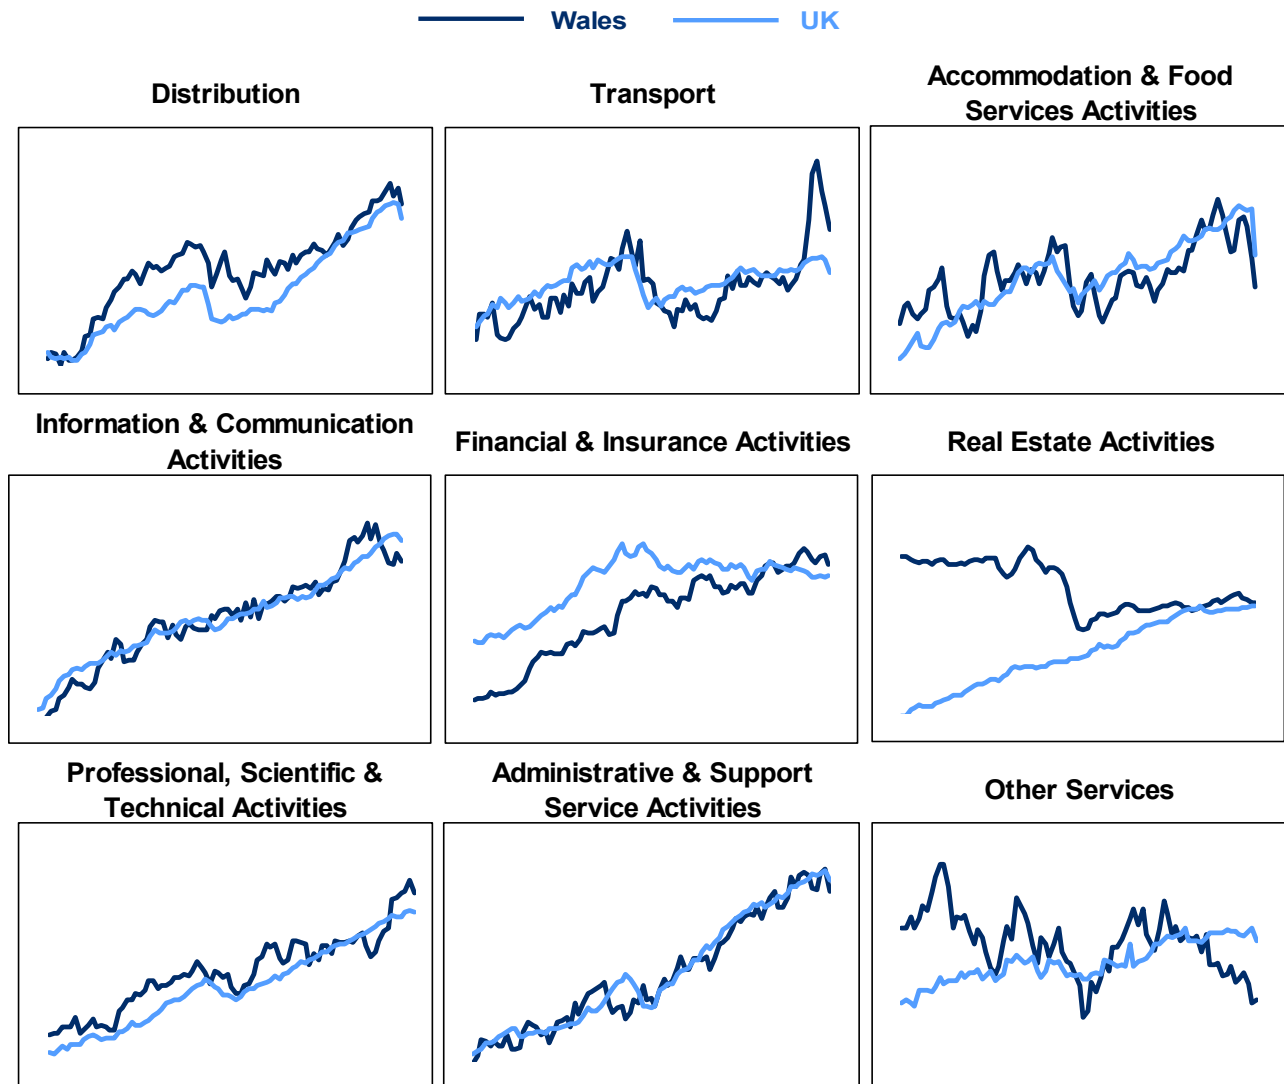 Wales UK
Distribution
Transport
Accommodation & Food
Services Activities
Information & Communication
Activities
Financial & Insurance Activities
Real Estate Activities
Professional, Scientific &
Technical Activities
Administrative & Support
Service Activities
Other Services